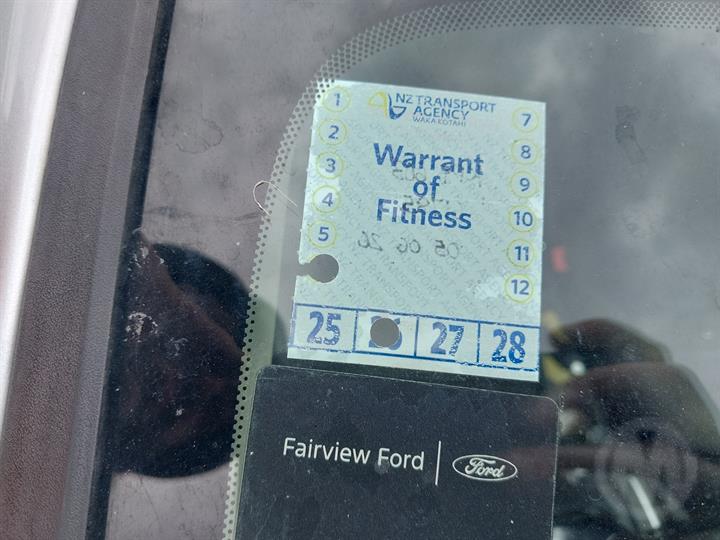 NZ TRANSPORT
AGENCY
WAKA KOTAHI
1
2
3
4
5
7
8
9
10
11
12
Warrant
of
Fitness
05 06 26
25
27
28
Fairview Ford
Ford